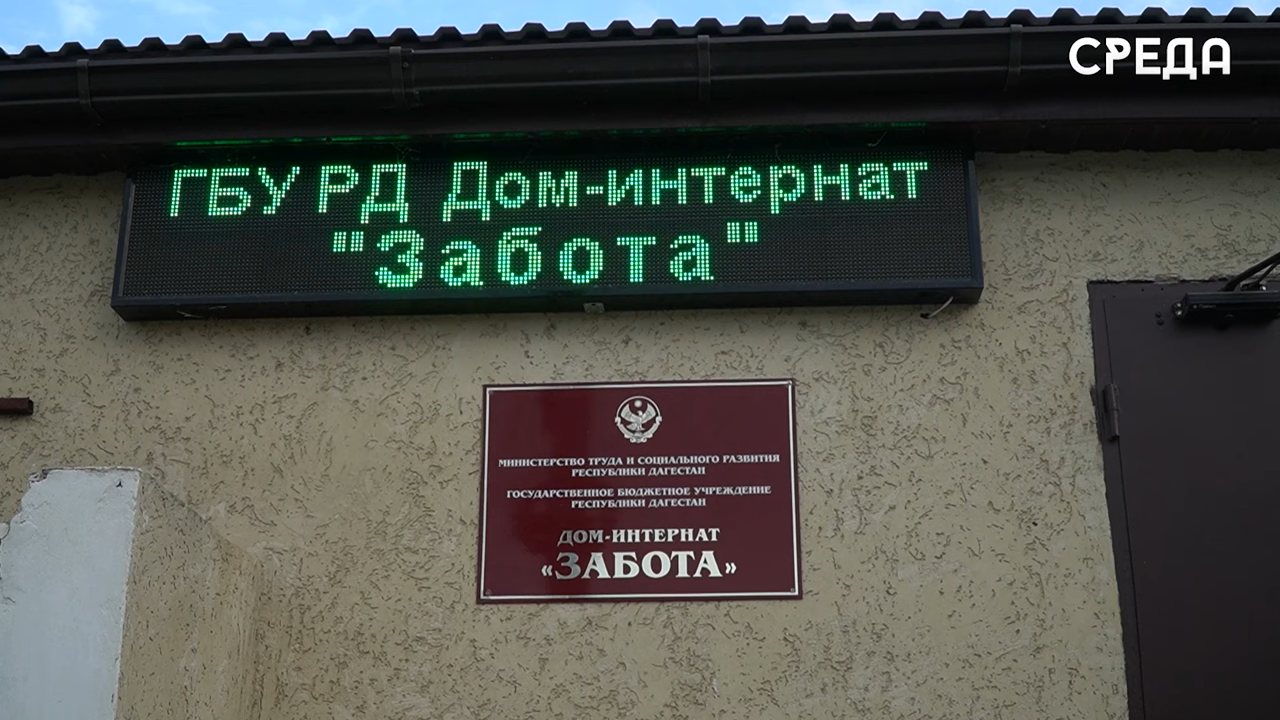 СРЕДА
ГБУ РД Дом-интернат
"Забота"
МИНИСТЕРСТВО ТРУДА И СОЦИАЛЬНОГО РАЗВИТИЯ
РЕСПУБЛИКИ ДАГЕСТАН
ГОСУДАРСТВЕННОЕ БЮДЖЕТНОЕ УЧРЕЖДЕНИЕ
РЕСПУБЛИКИ ДАГЕСТАН
ДОМ-ИНТЕРНАТ
«ЗАБОТА»